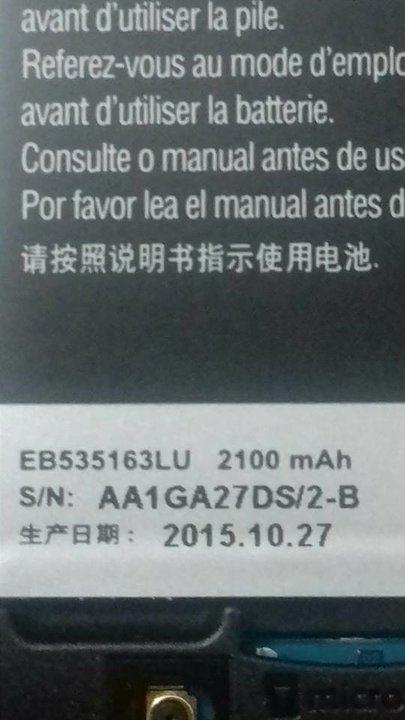 avant d'utiliser la pile.
Referez-vous au mode d'emplo
avant d'utiliser la batterie.
Consulte o manual antes de us
Por favor lea el manual antes d
请按照说明书指示使用电池.
EB535163LU 2100 mAh
S/N: AA1GA27DS/2-B
生产日期: 2015.10.27
micro